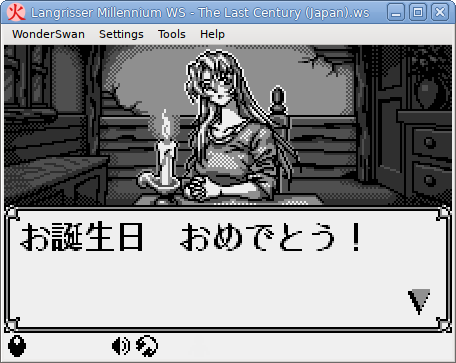 火 Langrisser Millennium WS - The Last Century (Japan).ws
WonderSwan Settings Tools Help
お誕生日　おめでとう！